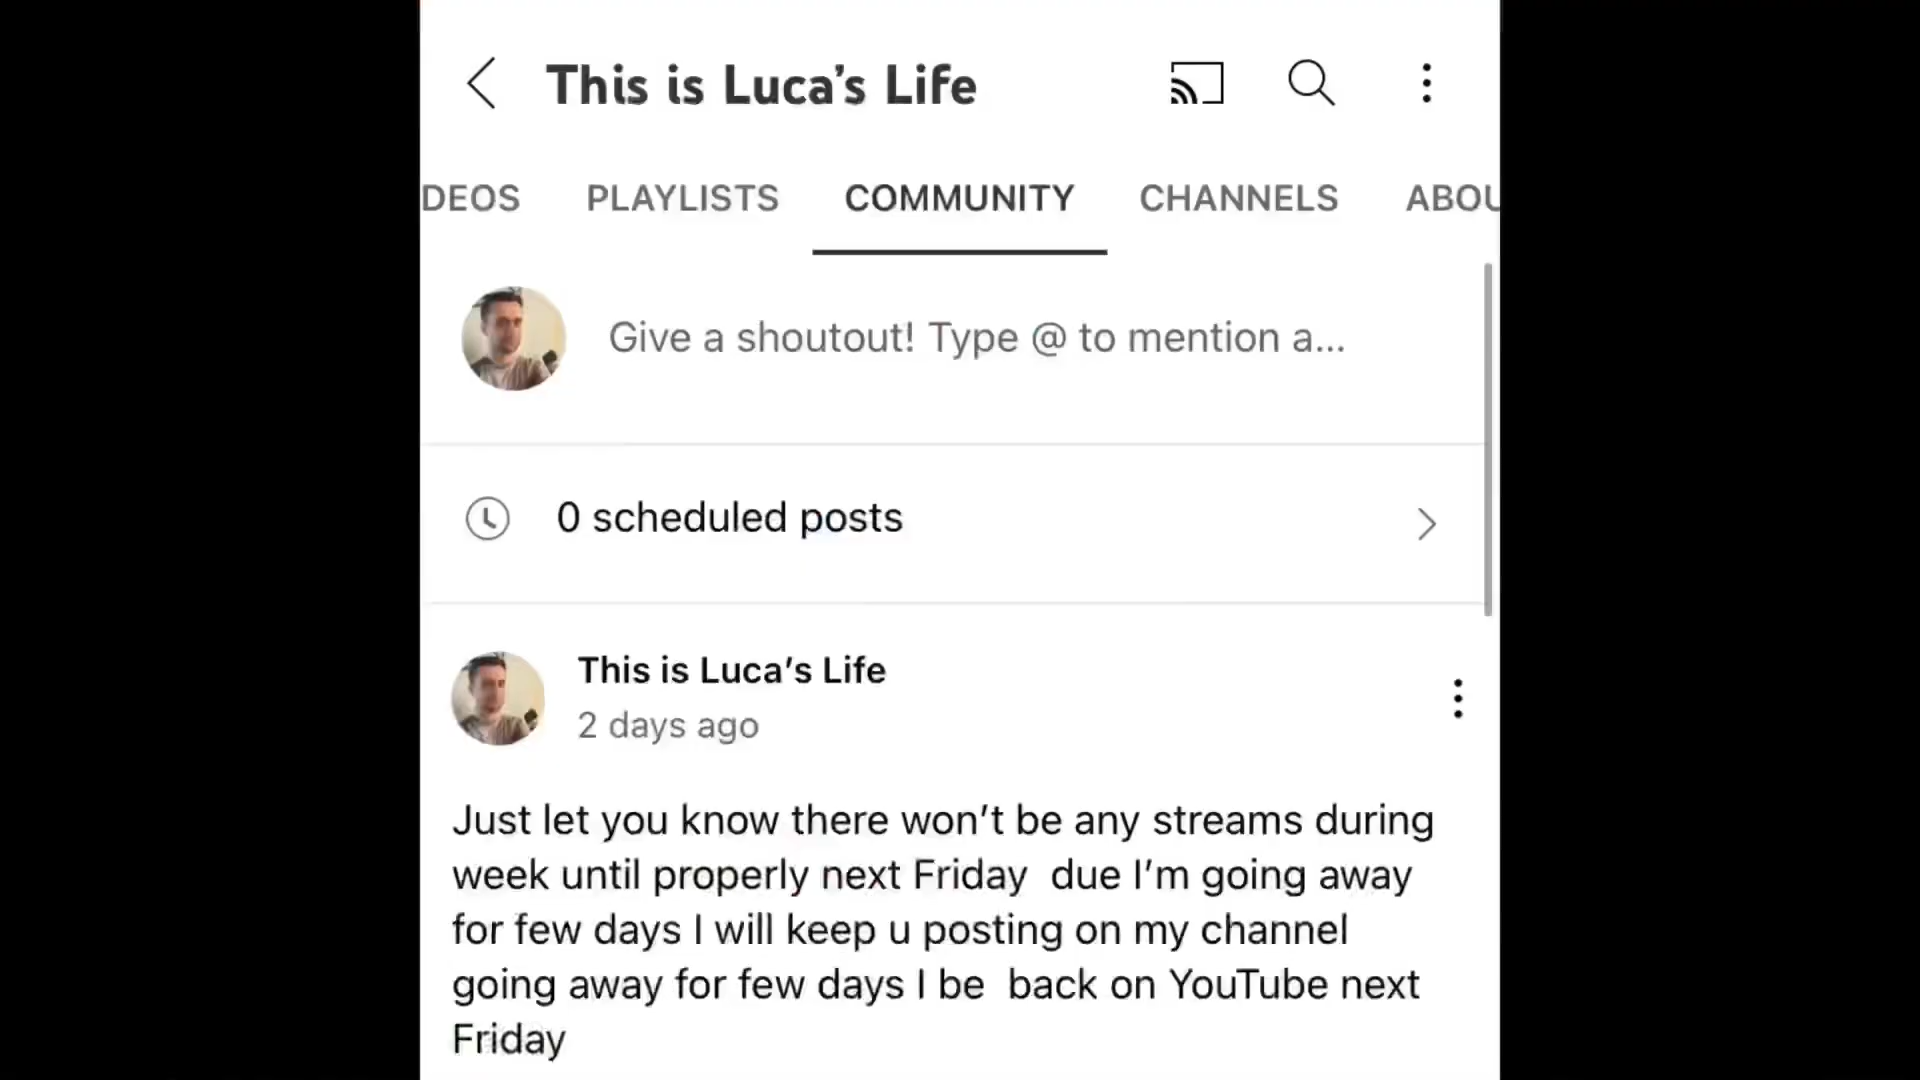 This is Luca's Life
DEOS PLAYLISTS COMMUNITY CHANNELS ABOU
Give a shoutout! Type @ to mention a...
0 scheduled posts
This is Luca's Life
2 days ago
Just let you know there won't be any streams during
week until properly next Friday  due I'm going away
for few days I will keep u posting on my channel
going away for few days I be  back on YouTube next
Friday